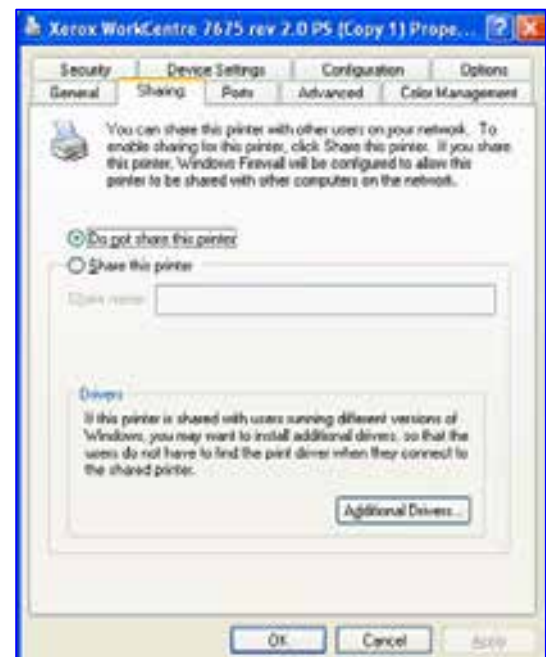 Xerox WorkCentre 7675 rev 2.0 PS (Copy 1) Prope...
Security Device Settings Configuration Options
General Sharing Ports Advanced Color Management
You can share this printer with other users on your network. To
enable sharing for this printer, click Share this printer. If you share
this printer, Windows Firewall will be configured to allow this
printer to be shared with other computers on the network.
Do not share this printer
Share this printer
Share name:
Drivers
If this printer is shared with users running different versions of
Windows, you may want to install additional drivers, so that the
users do not have to find the print driver when they connect to
the shared printer.
Additional Drivers...
OK Cancel Apply